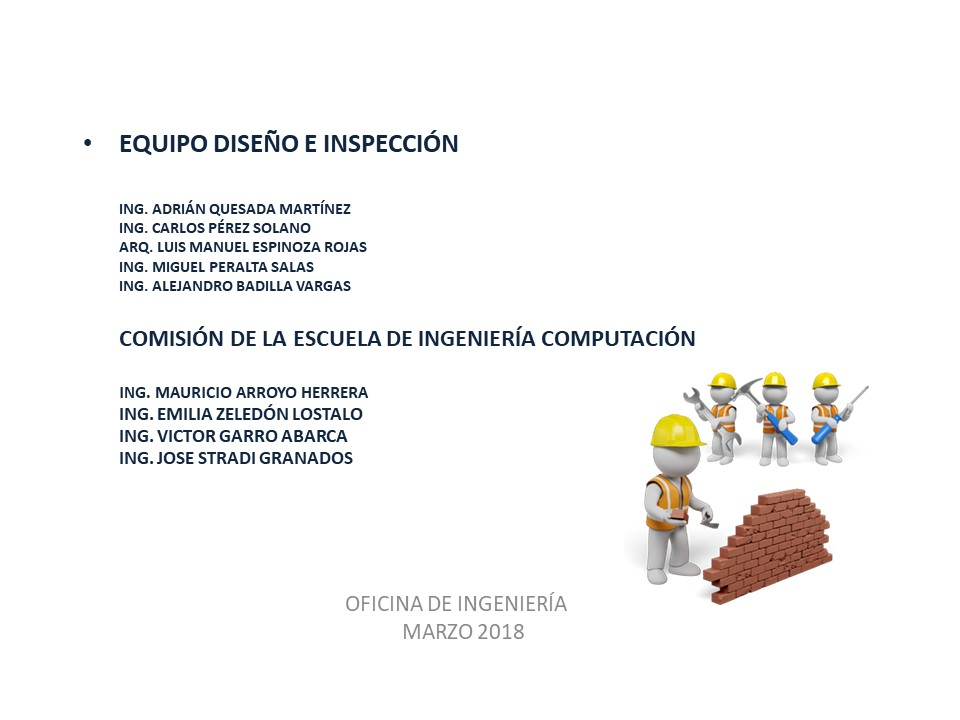 • EQUIPO DISEÑO E INSPECCIÓN
ING. ADRIÁN QUESADA MARTÍNEZ
ING. CARLOS PÉREZ SOLANO
ARQ. LUIS MANUEL ESPINOZA ROJAS
ING. MIGUEL PERALTA SALAS
ING. ALEJANDRO BADILLA VARGAS
COMISIÓN DE LA ESCUELA DE INGENIERÍA COMPUTACIÓN
ING. MAURICIO ARROYO HERRERA
ING. EMILIA ZELEDÓN LOSTALO
ING. VICTOR GARRO ABARCA
ING. JOSE STRADI GRANADOS
OFICINA DE INGENIERÍA
MARZO 2018